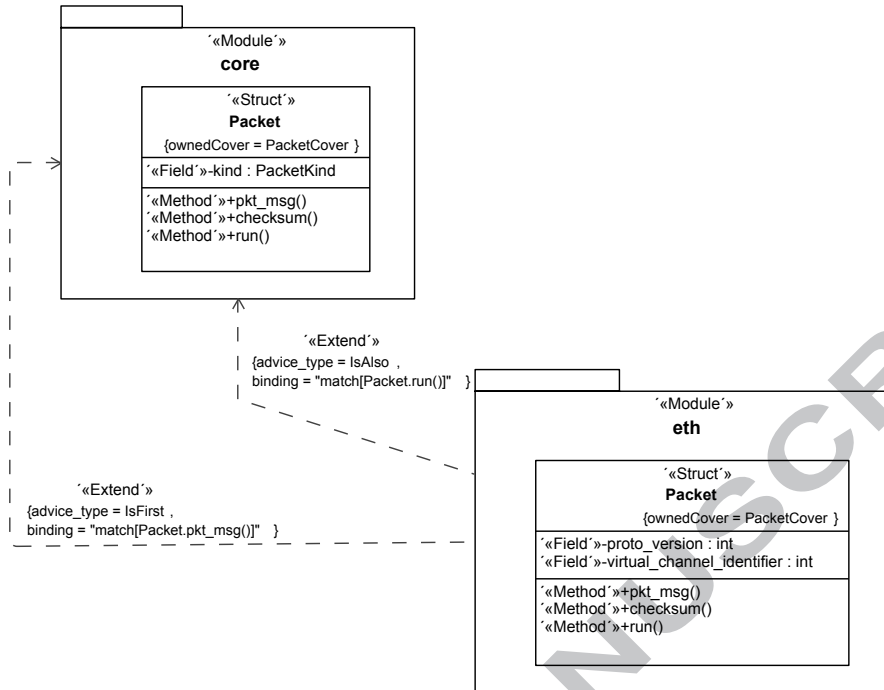 ´«Module´»
core
´«Struct´»
Packet
{ownedCover = PacketCover }
´«Field´»-kind : PacketKind
´«Method´»+pkt_msg()
´«Method´»+checksum()
´«Method´»+run()
´«Extend´»
{advice_type = IsAlso ,
binding = "match[Packet.run()]" }
´«Module´»
eth
´«Struct´»
Packet
{ownedCover = PacketCover }
´«Field´»-proto_version : int
´«Field´»-virtual_channel_identifier : int
´«Method´»+pkt_msg()
´«Method´»+checksum()
´«Method´»+run()
´«Extend´»
{advice_type = IsFirst ,
binding = "match[Packet.pkt_msg()]" }
NUSCR